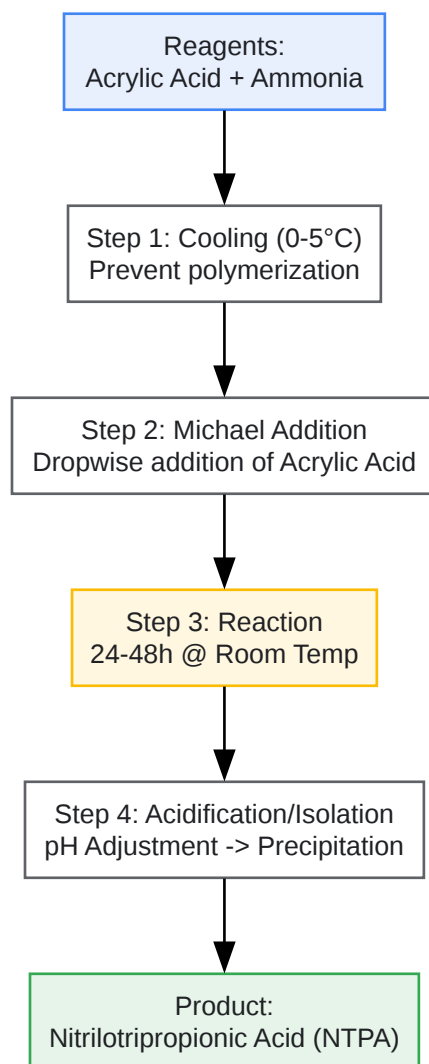 Reagents:
Acrylic Acid + Ammonia
Step 1: Cooling (0-5°C)
Prevent polymerization
Step 2: Michael Addition
Dropwise addition of Acrylic Acid
Step 3: Reaction
24-48h @ Room Temp
Step 4: Acidification/Isolation
pH Adjustment -> Precipitation
Product:
Nitrilotripropionic Acid (NTPA)